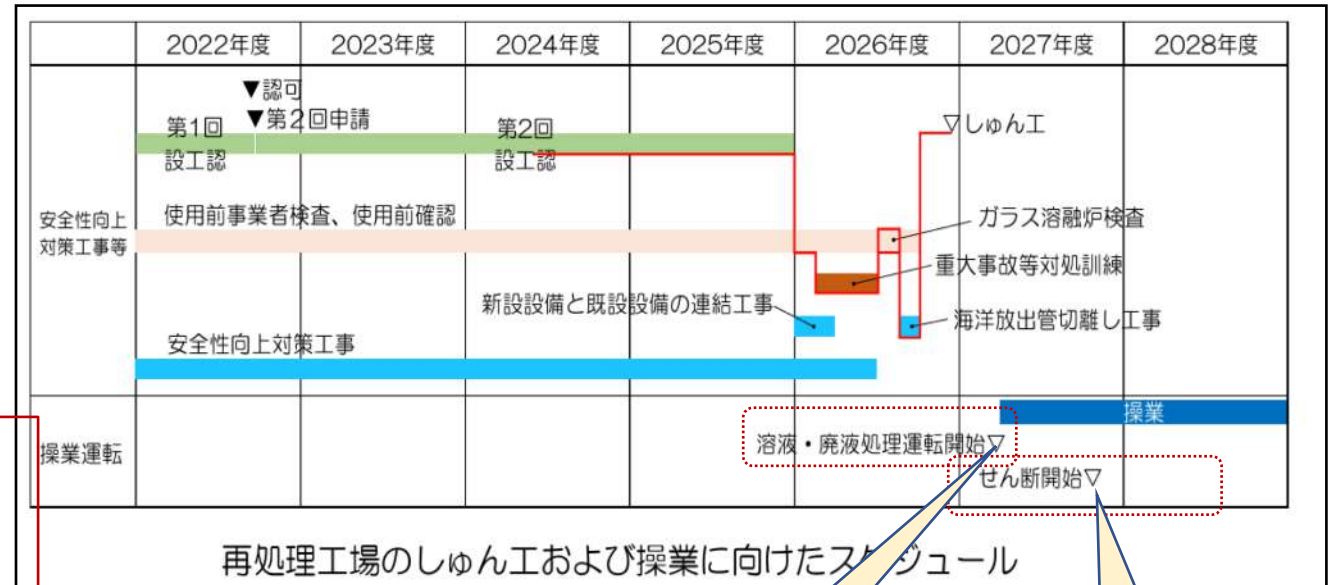 2022年度 2023年度 2024年度 2025年度 2026年度 2027年度 2028年度
▼認可
▼第2回申請
第1回
設工認
第2回
設工認
▽しゅん工
安全性向上
対策工事等
使用前事業者検査、使用前確認
ガラス溶融炉検査
重大事故等対処訓練
新設設備と既設設備の連結工事
海洋放出管切離し工事
安全性向上対策工事
操業運転
操業
溶液・廃液処理運転開始▽
せん断開始▽
再処理工場のしゅん工および操業に向けたスケジュール